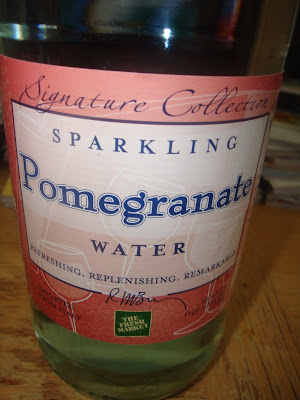 Signature Collection
SPARKLING
Pomegranate
WATER
REFRESHING. REPLENISHING. REMARKABLE
THE
FRESH
MARKET